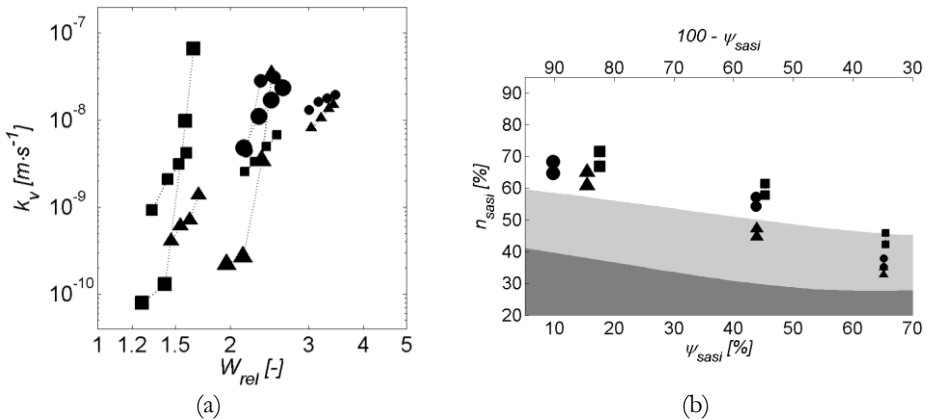 10⁻⁷
10⁻⁸
10⁻⁹
10⁻¹⁰
kᵥ [m·s⁻¹]
1 1.2 1.5 2 3 4 5
W_rel [-]
(a)
100 - ψ_sasi
90 80 70 60 50 40 30
90
80
70
60
50
40
30
20
n_sasi [%]
10 20 30 40 50 60 70
ψ_sasi [%]
(b)